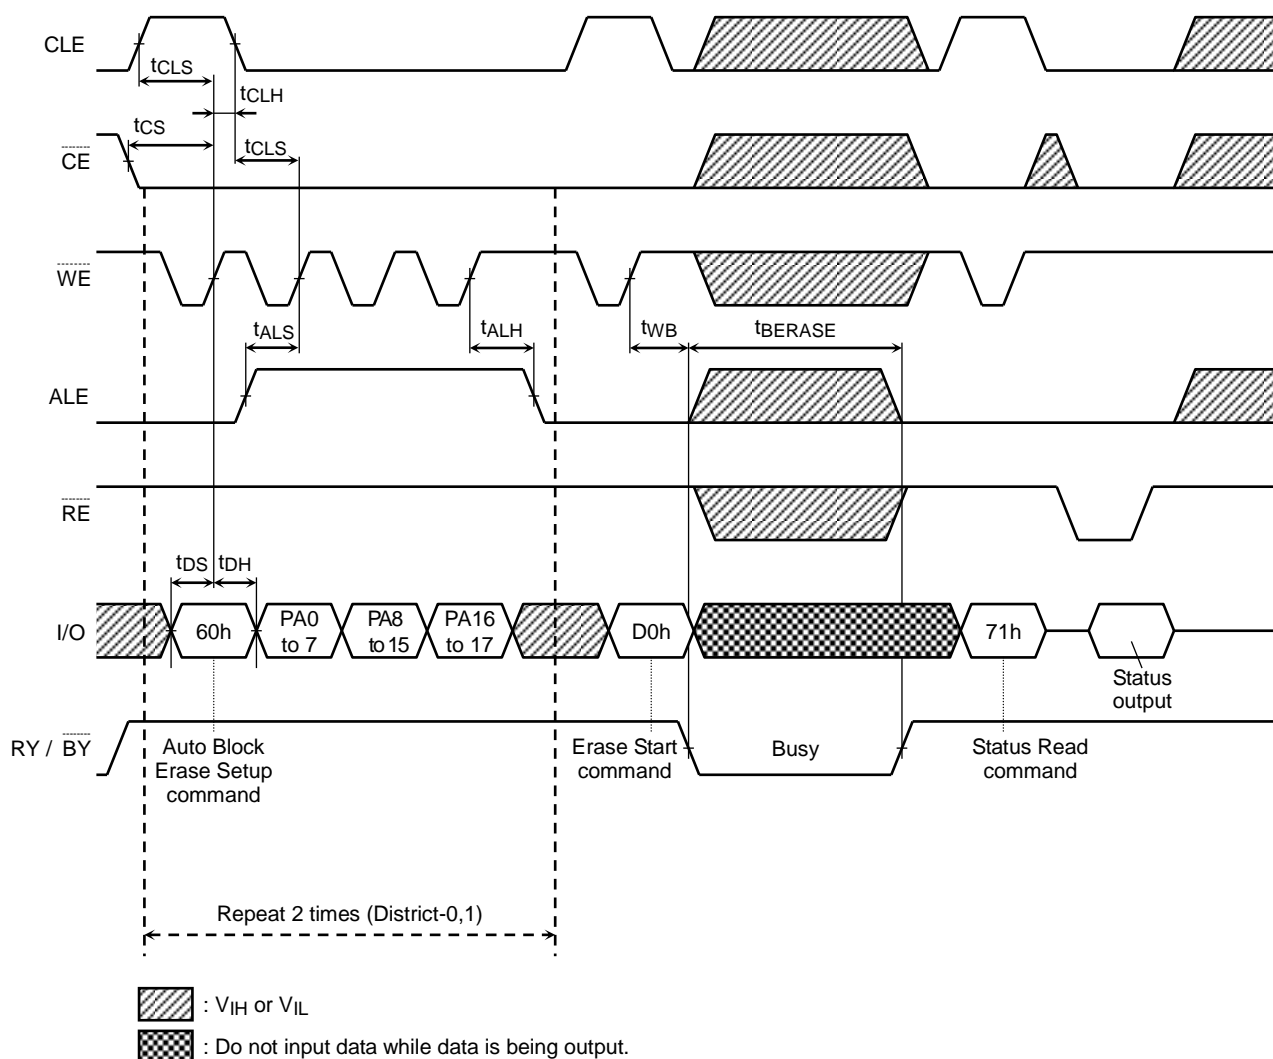 CLE
tCLS
tCLH
tCS
tCLS
CE
WE
tALS
tALH
tWB
tBERASE
ALE
RE
tDS
tDH
I/O
60h
PA0
to 7
PA8
to 15
PA16
to 17
D0h
71h
Status
output
RY / BY
Auto Block
Erase Setup
command
Erase Start
command
Busy
Status Read
command
Repeat 2 times (District-0,1)
: VIH or VIL
: Do not input data while data is being output.